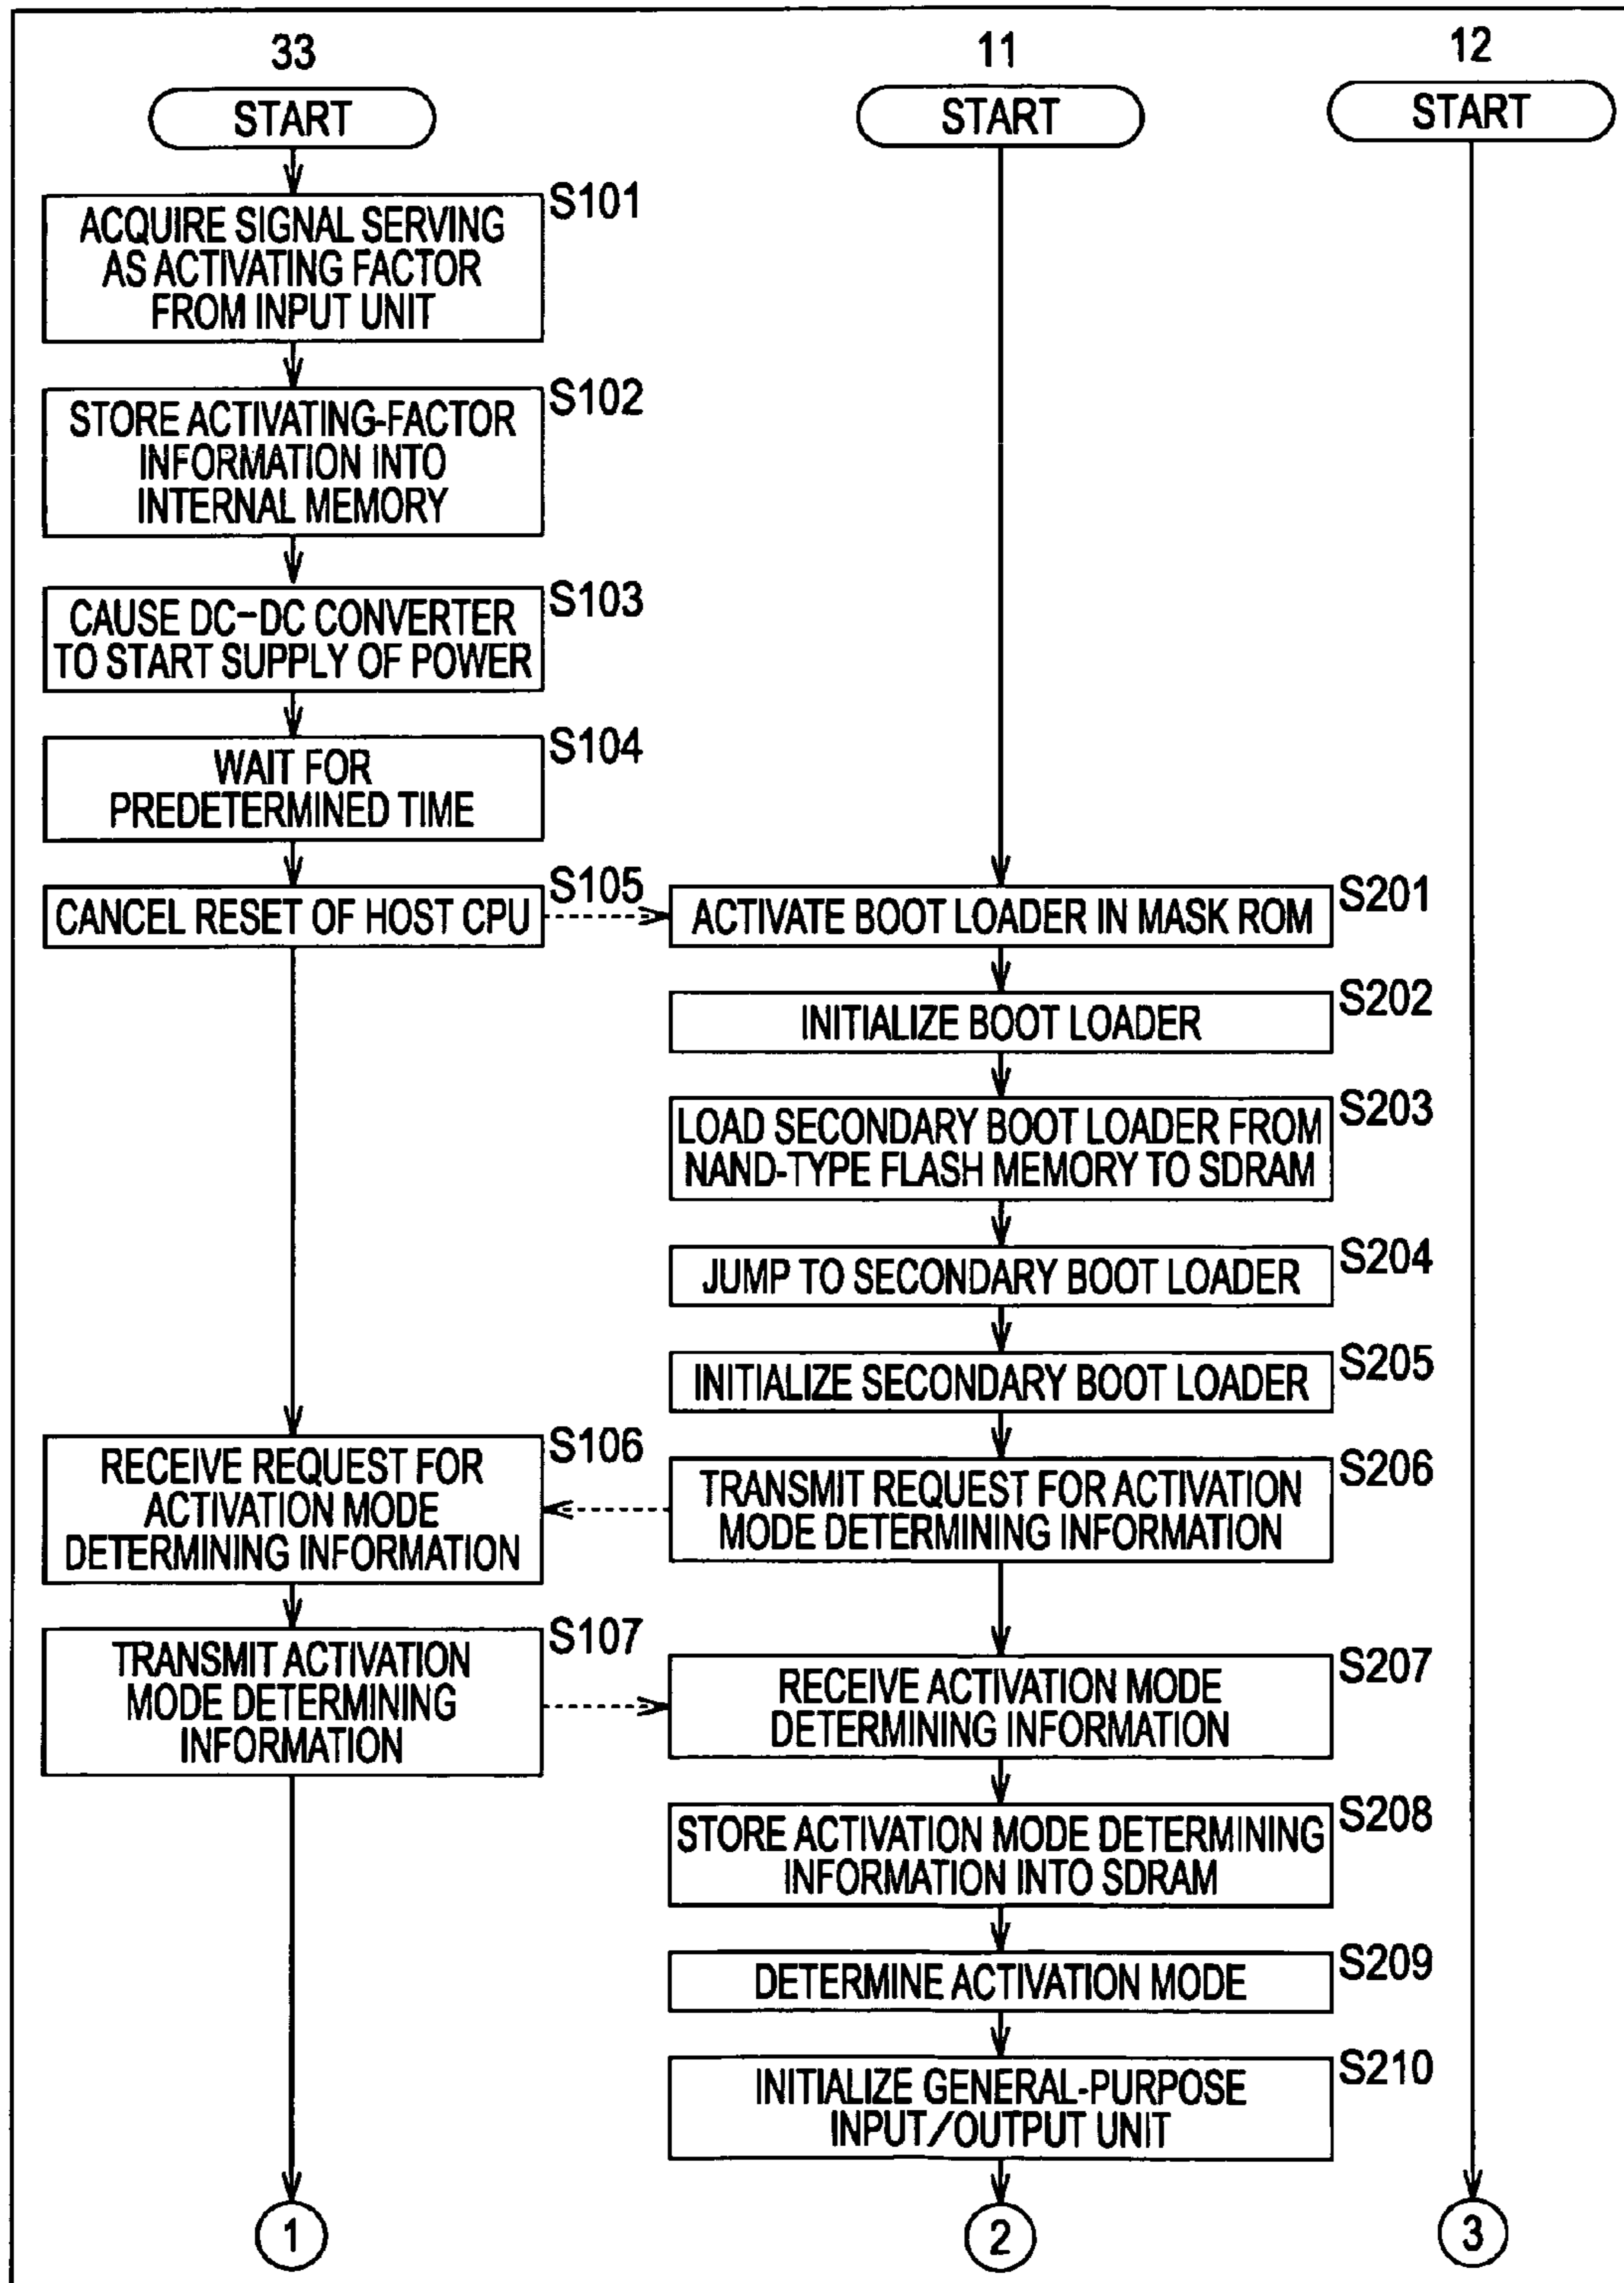 33
START
S101
ACQUIRE SIGNAL SERVING
AS ACTIVATING FACTOR
FROM INPUT UNIT
S102
STORE ACTIVATING-FACTOR
INFORMATION INTO
INTERNAL MEMORY
S103
CAUSE DC-DC CONVERTER
TO START SUPPLY OF POWER
S104
WAIT FOR
PREDETERMINED TIME
S105
CANCEL RESET OF HOST CPU
S106
RECEIVE REQUEST FOR
ACTIVATION MODE
DETERMINING INFORMATION
S107
TRANSMIT ACTIVATION
MODE DETERMINING
INFORMATION
1
11
START
S201
ACTIVATE BOOT LOADER IN MASK ROM
S202
INITIALIZE BOOT LOADER
S203
LOAD SECONDARY BOOT LOADER FROM
NAND-TYPE FLASH MEMORY TO SDRAM
S204
JUMP TO SECONDARY BOOT LOADER
S205
INITIALIZE SECONDARY BOOT LOADER
S206
TRANSMIT REQUEST FOR ACTIVATION
MODE DETERMINING INFORMATION
S207
RECEIVE ACTIVATION MODE
DETERMINING INFORMATION
S208
STORE ACTIVATION MODE DETERMINING
INFORMATION INTO SDRAM
S209
DETERMINE ACTIVATION MODE
S210
INITIALIZE GENERAL-PURPOSE
INPUT/OUTPUT UNIT
2
12
START
3